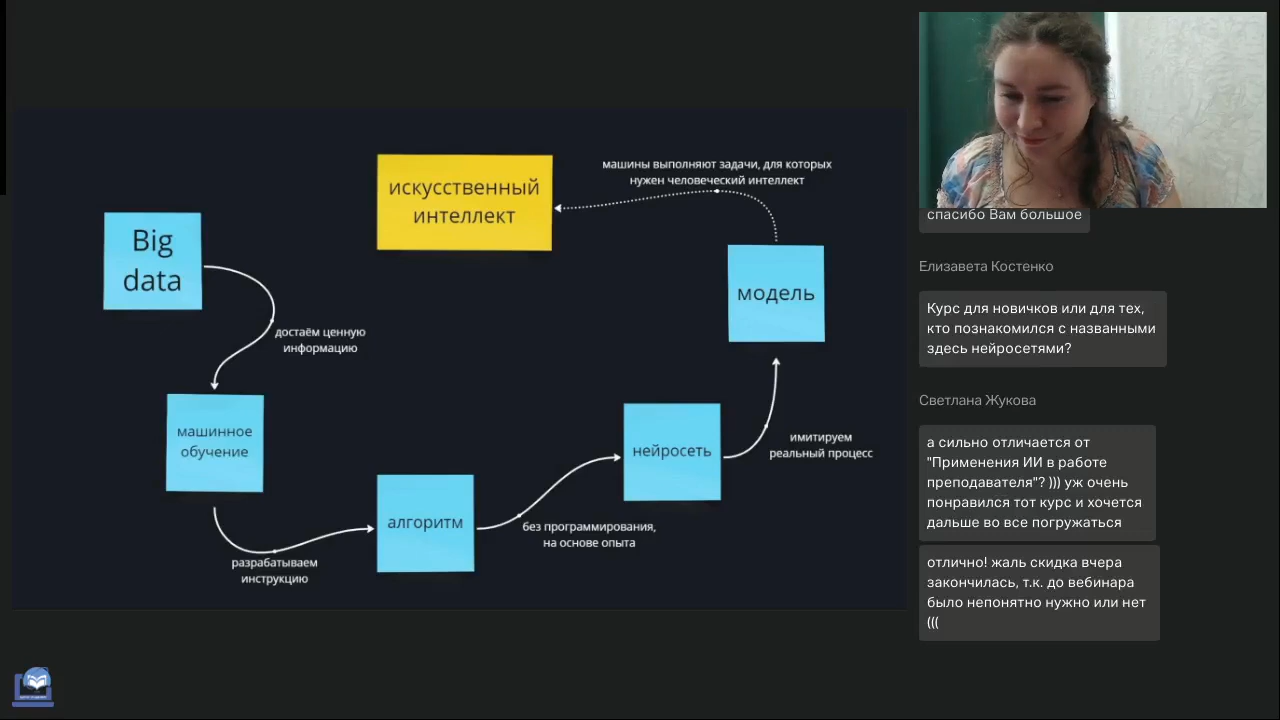 искусственный
интеллект
машины выполняют задачи, для которых
нужен человеческий интеллект
Big
data
модель
достаём ценную
информацию
машинное
обучение
нейросеть
имитируем
реальный процесс
алгоритм
без программирования,
на основе опыта
разрабатываем
инструкцию
спасибо Вам большое
Елизавета Костенко
Курс для новичков или для тех,
кто познакомился с названными
здесь нейросетями?
Светлана Жукова
а сильно отличается от
"Применения ИИ в работе
преподавателя"? ))) уж очень
понравился тот курс и хочется
дальше во все погружаться
отлично! жаль скидка вчера
закончилась, т.к. до вебинара
было непонятно нужно или нет
(((